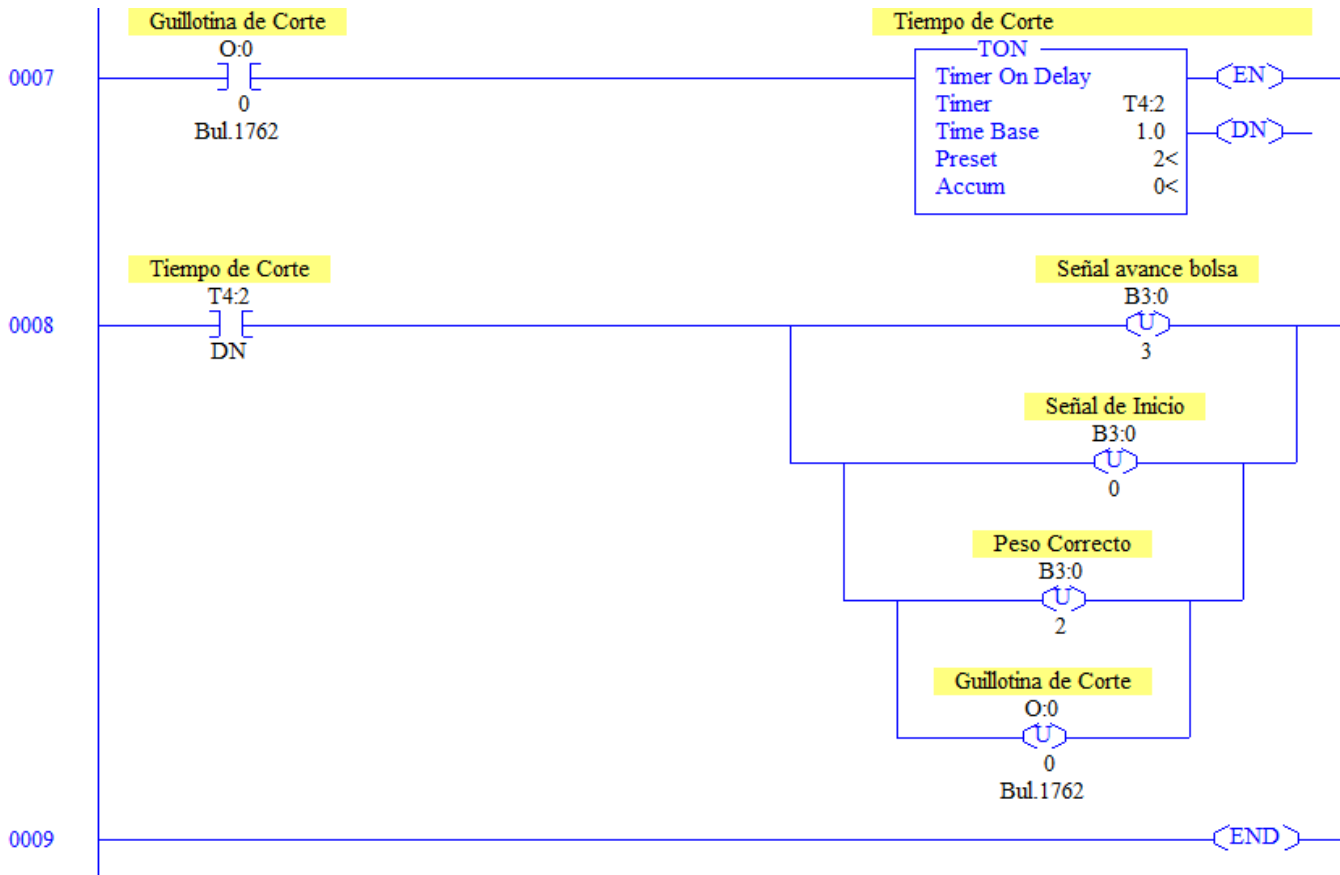 Guillotina de Corte
O:0
0007
0
Bul.1762
Tiempo de Corte
TON
Timer On Delay
Timer T4:2
Time Base 1.0
Preset 2<
Accum 0<
EN
DN
Tiempo de Corte
T4:2
0008
DN
Señal avance bolsa
B3:0
U
3
Señal de Inicio
B3:0
U
0
Peso Correcto
B3:0
U
2
Guillotina de Corte
O:0
U
0
Bul.1762
0009
END